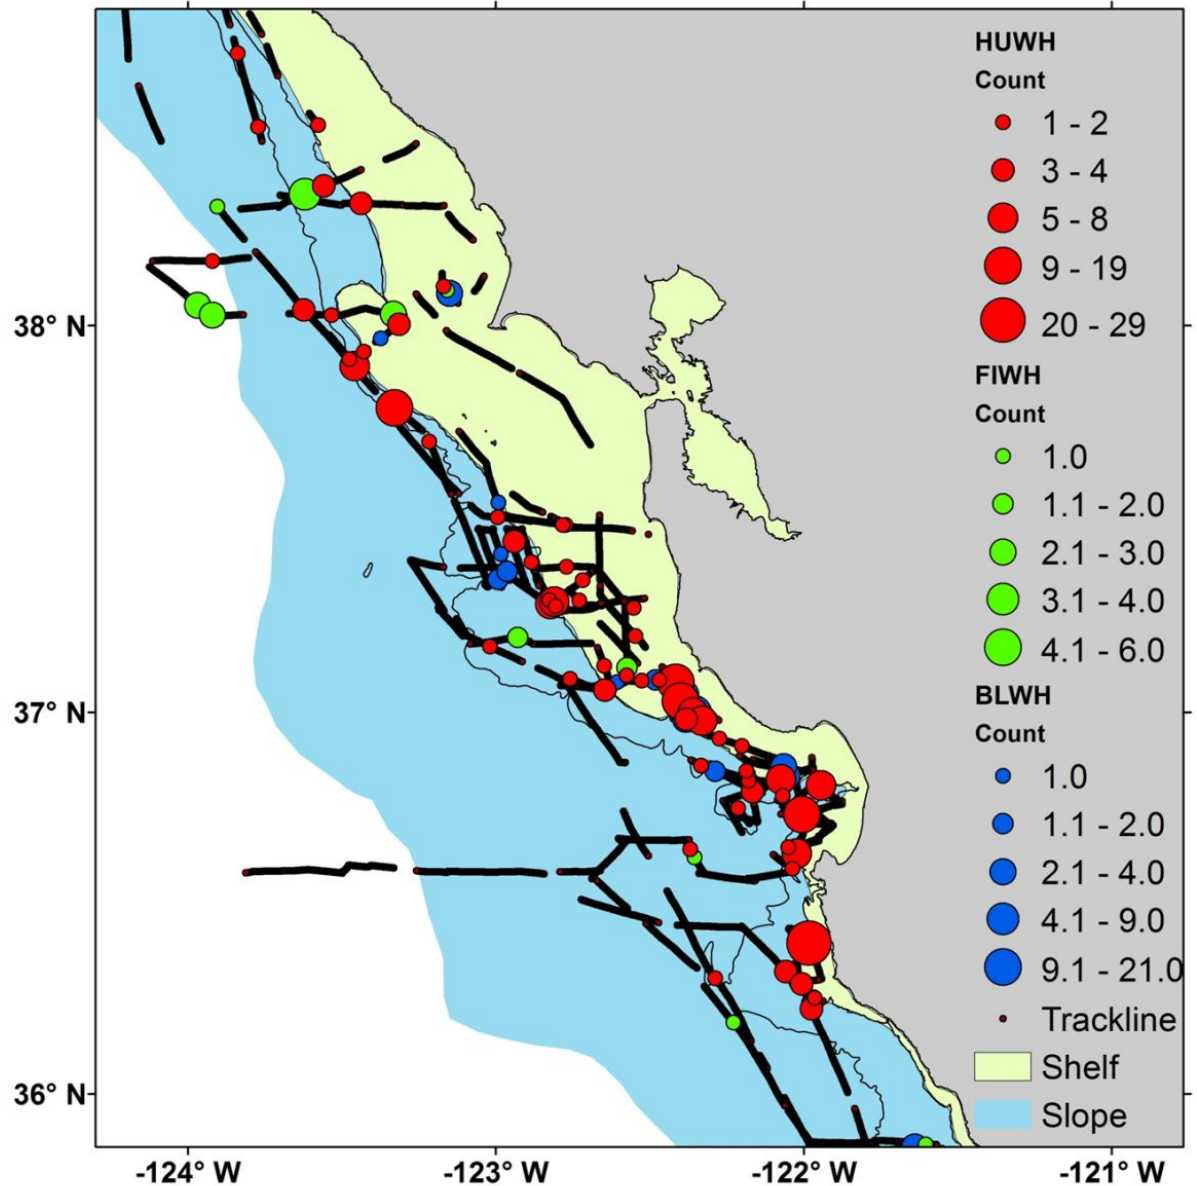 HUWH
Count
1 - 2
3 - 4
5 - 8
9 - 19
20 - 29
FIWH
Count
1.0
1.1 - 2.0
2.1 - 3.0
3.1 - 4.0
4.1 - 6.0
BLWH
Count
1.0
1.1 - 2.0
2.1 - 4.0
4.1 - 9.0
9.1 - 21.0
Trackline
Shelf
Slope
38° N
37° N
36° N
-124° W
-123° W
-122° W
-121° W